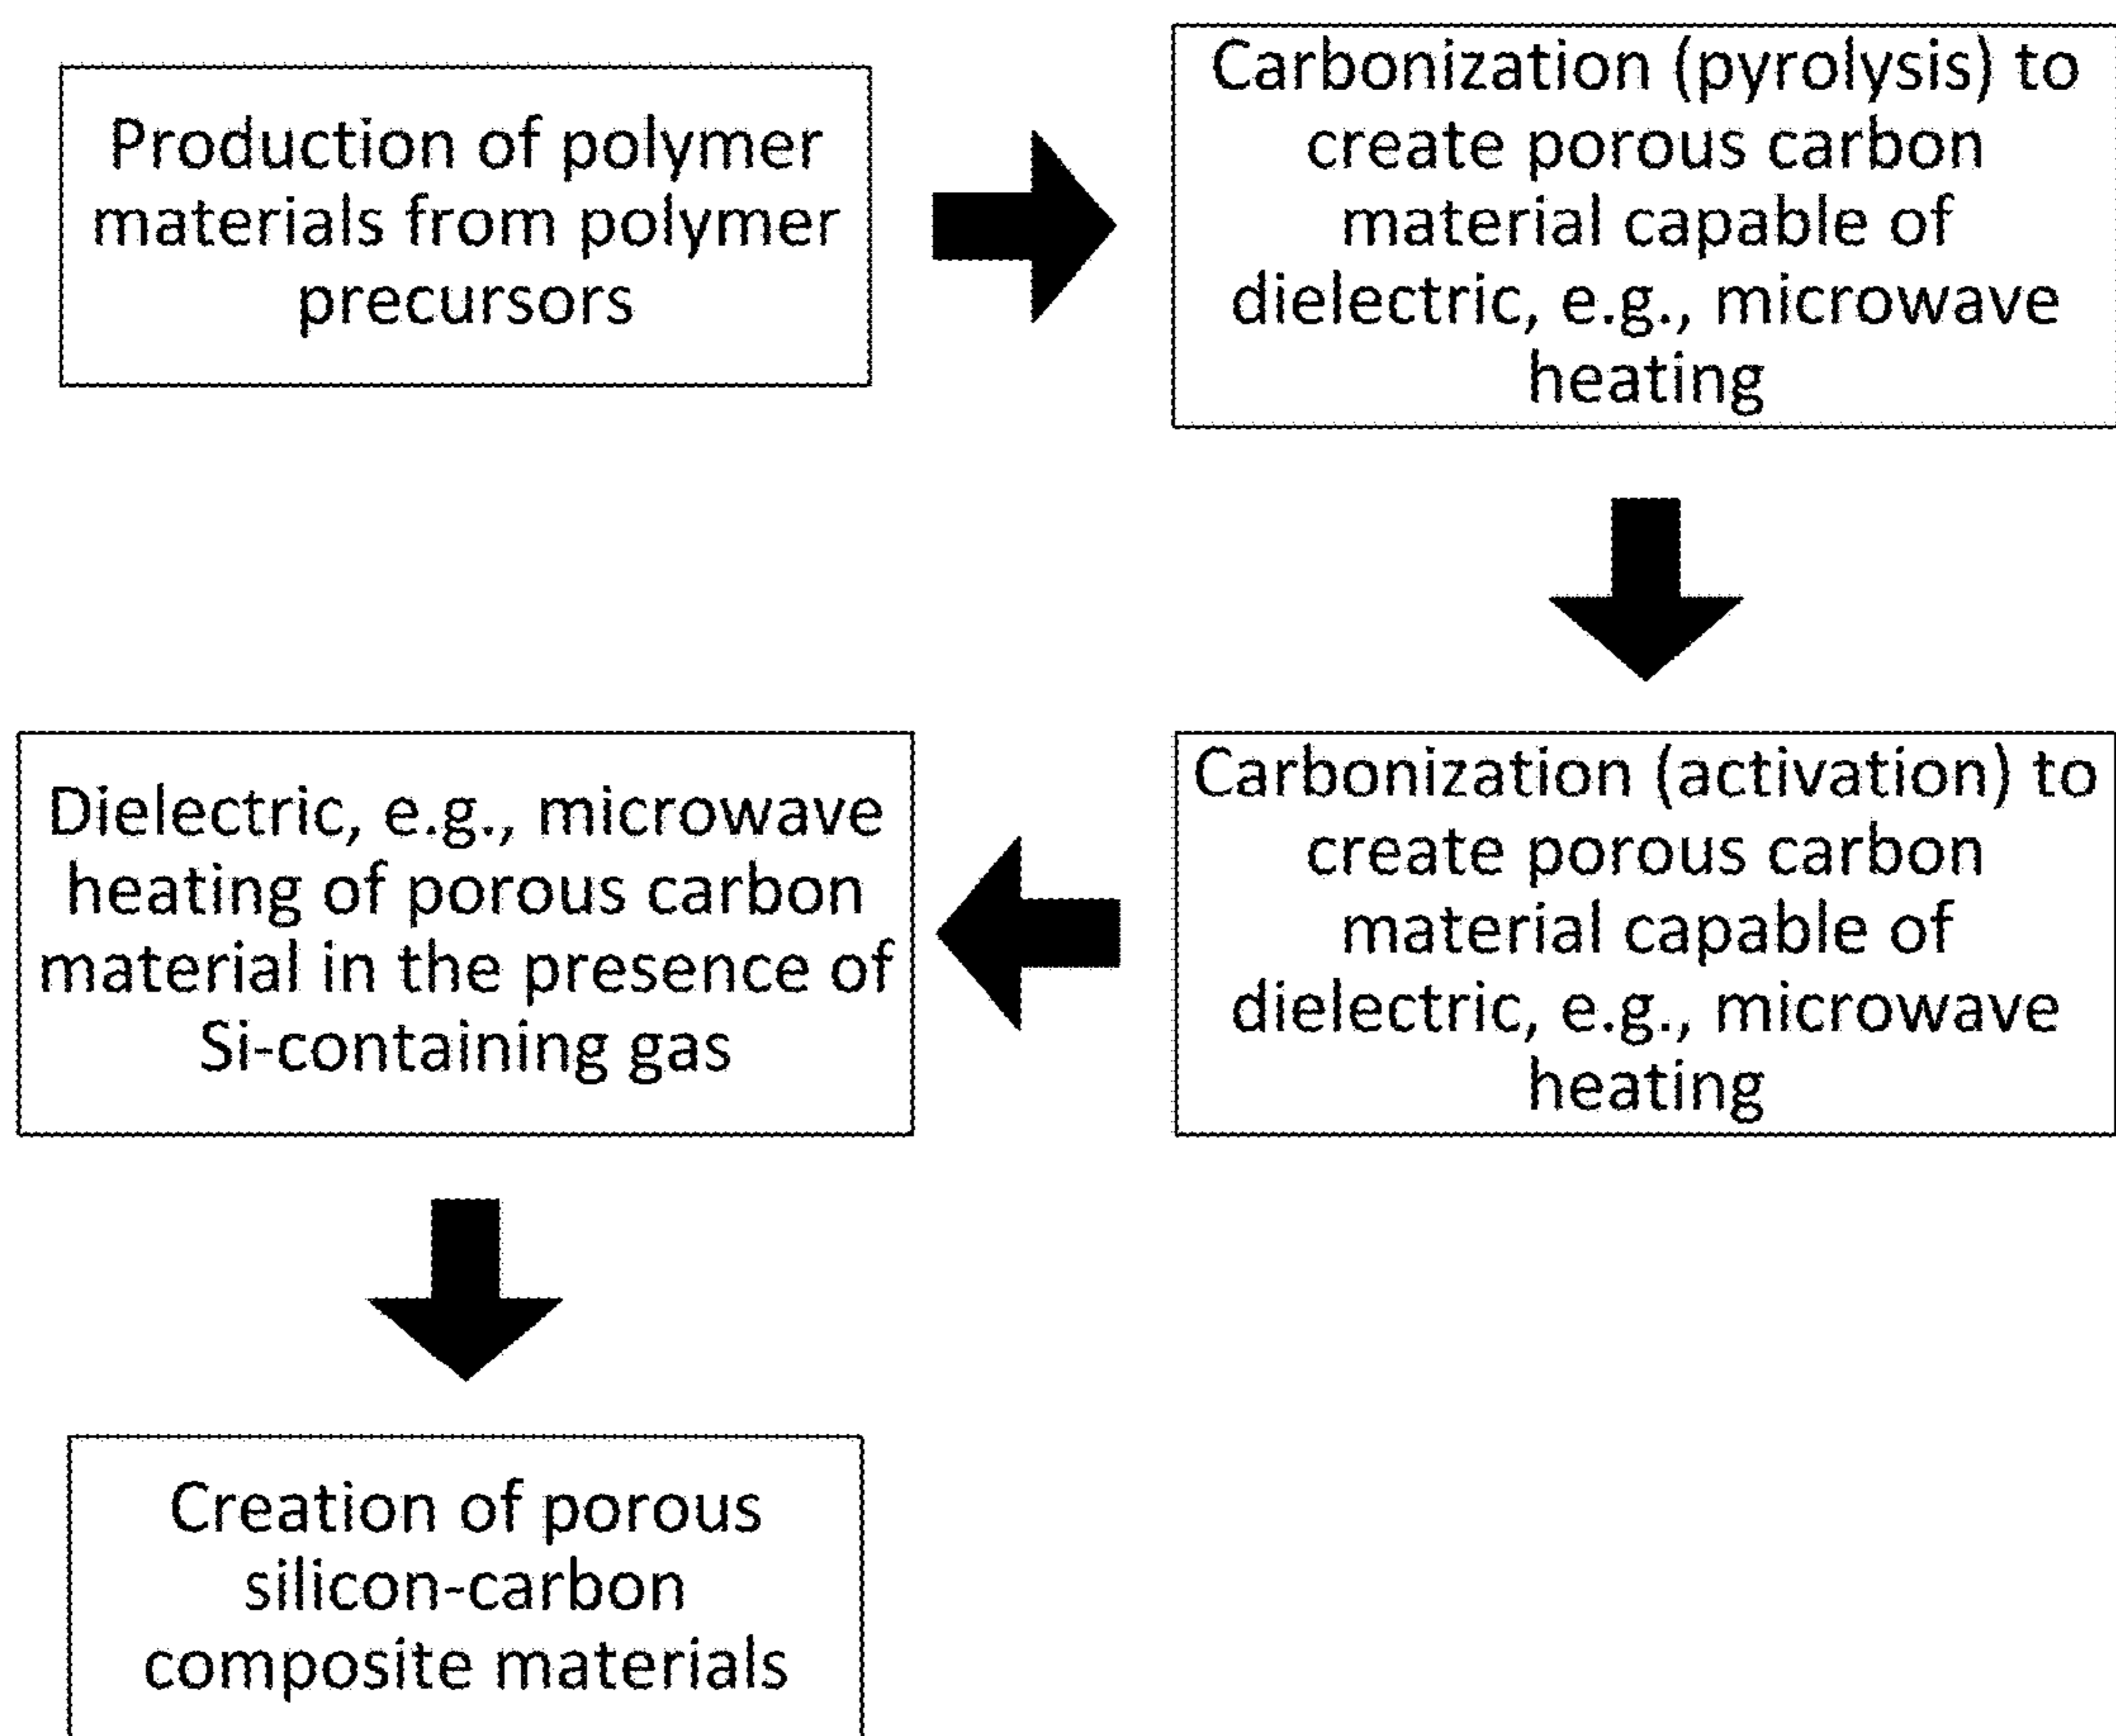 Production of polymer
materials from polymer
precursors
Carbonization (pyrolysis) to
create porous carbon
material capable of
dielectric, e.g., microwave
heating
Carbonization (activation) to
create porous carbon
material capable of
dielectric, e.g., microwave
heating
Dielectric, e.g., microwave
heating of porous carbon
material in the presence of
Si-containing gas
Creation of porous
silicon-carbon
composite materials